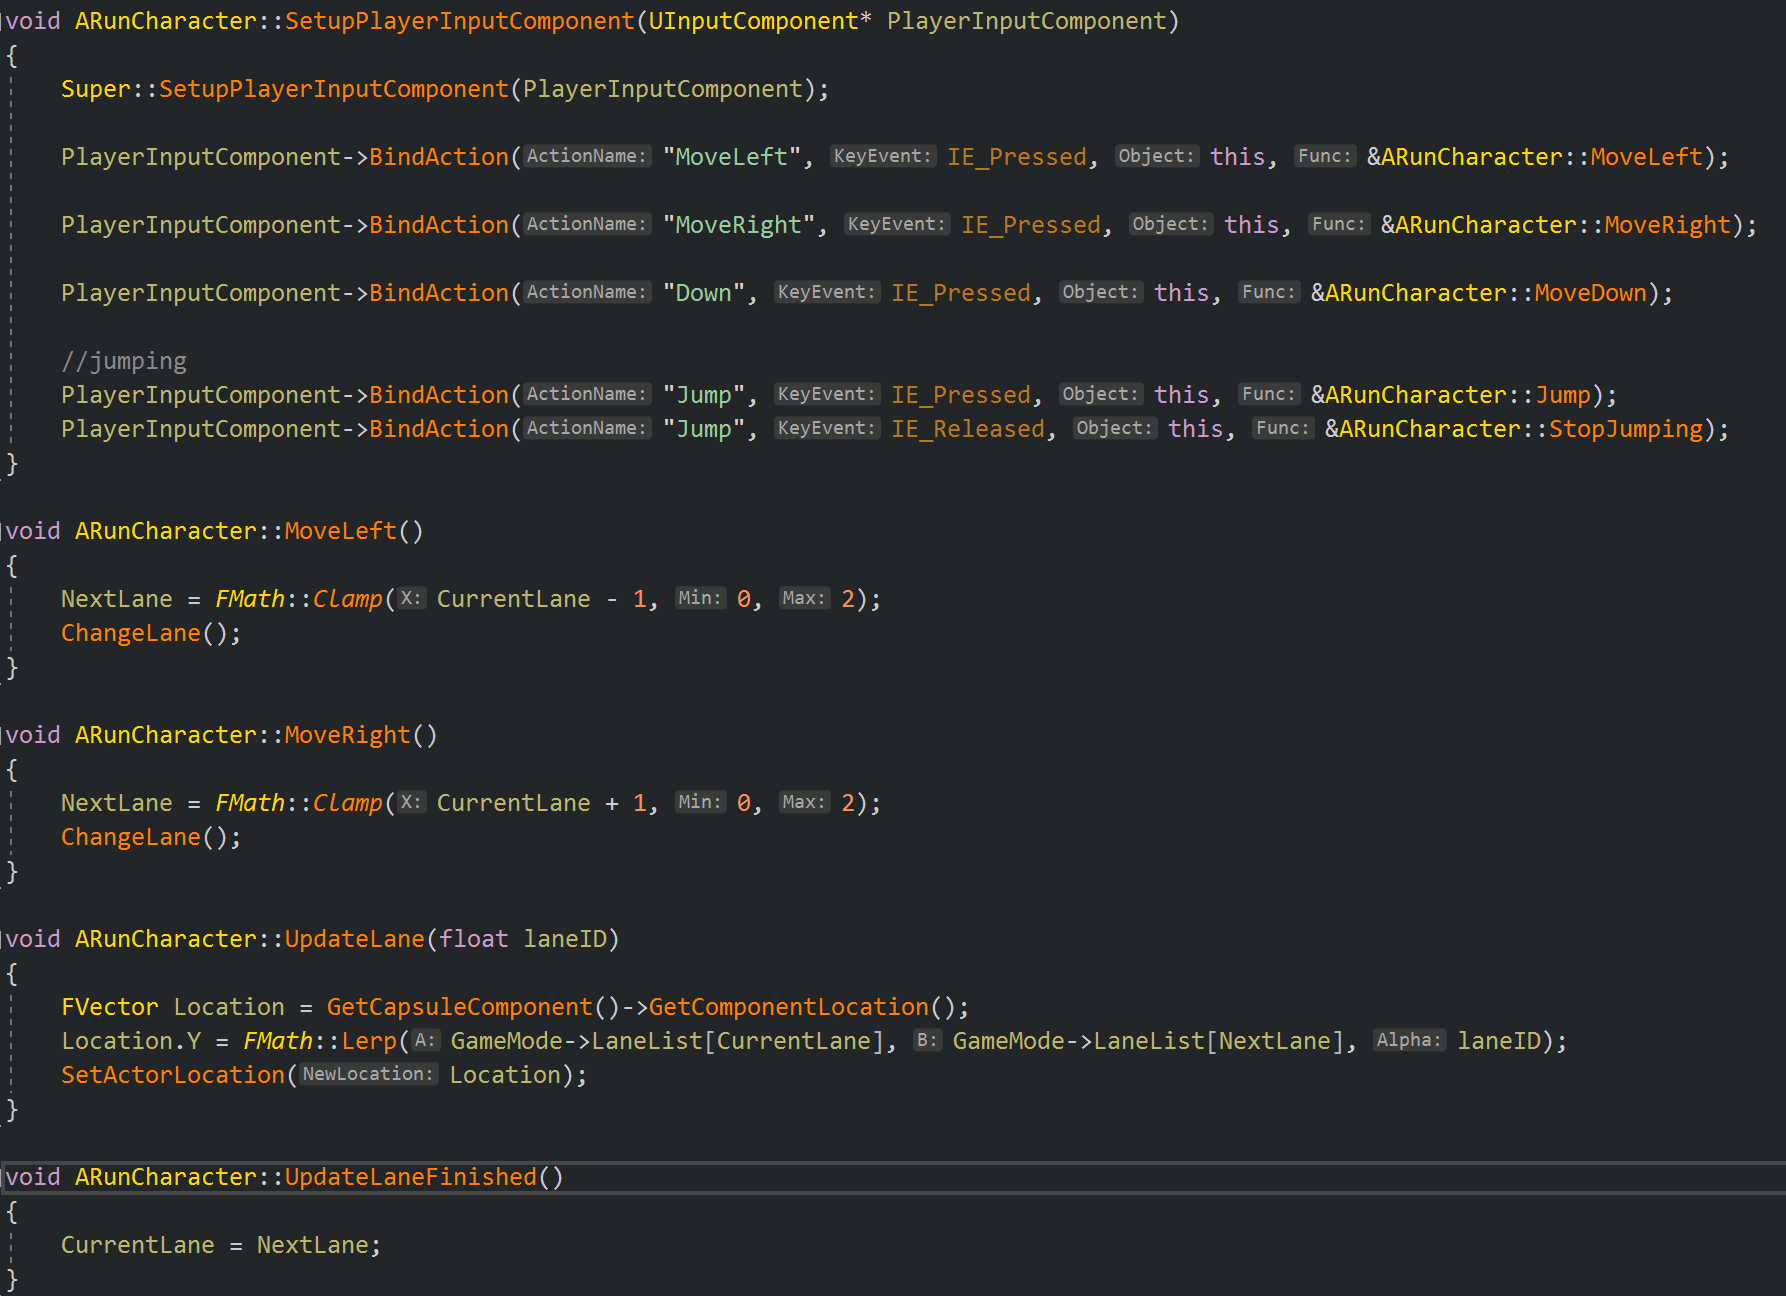 void ARunCharacter::SetupPlayerInputComponent(UInputComponent* PlayerInputComponent)
{
Super::SetupPlayerInputComponent(PlayerInputComponent);
PlayerInputComponent->BindAction(ActionName: "MoveLeft", KeyEvent: IE_Pressed, Object: this, Func: &ARunCharacter::MoveLeft);
PlayerInputComponent->BindAction(ActionName: "MoveRight", KeyEvent: IE_Pressed, Object: this, Func: &ARunCharacter::MoveRight);
PlayerInputComponent->BindAction(ActionName: "Down", KeyEvent: IE_Pressed, Object: this, Func: &ARunCharacter::MoveDown);
//jumping
PlayerInputComponent->BindAction(ActionName: "Jump", KeyEvent: IE_Pressed, Object: this, Func: &ARunCharacter::Jump);
PlayerInputComponent->BindAction(ActionName: "Jump", KeyEvent: IE_Released, Object: this, Func: &ARunCharacter::StopJumping);
}
void ARunCharacter::MoveLeft()
{
NextLane = FMath::Clamp(X: CurrentLane - 1, Min: 0, Max: 2);
ChangeLane();
}
void ARunCharacter::MoveRight()
{
NextLane = FMath::Clamp(X: CurrentLane + 1, Min: 0, Max: 2);
ChangeLane();
}
void ARunCharacter::UpdateLane(float laneID)
{
FVector Location = GetCapsuleComponent()->GetComponentLocation();
Location.Y = FMath::Lerp(A: GameMode->LaneList[CurrentLane], B: GameMode->LaneList[NextLane], Alpha: laneID);
SetActorLocation(NewLocation: Location);
}
void ARunCharacter::UpdateLaneFinished()
{
CurrentLane = NextLane;
}